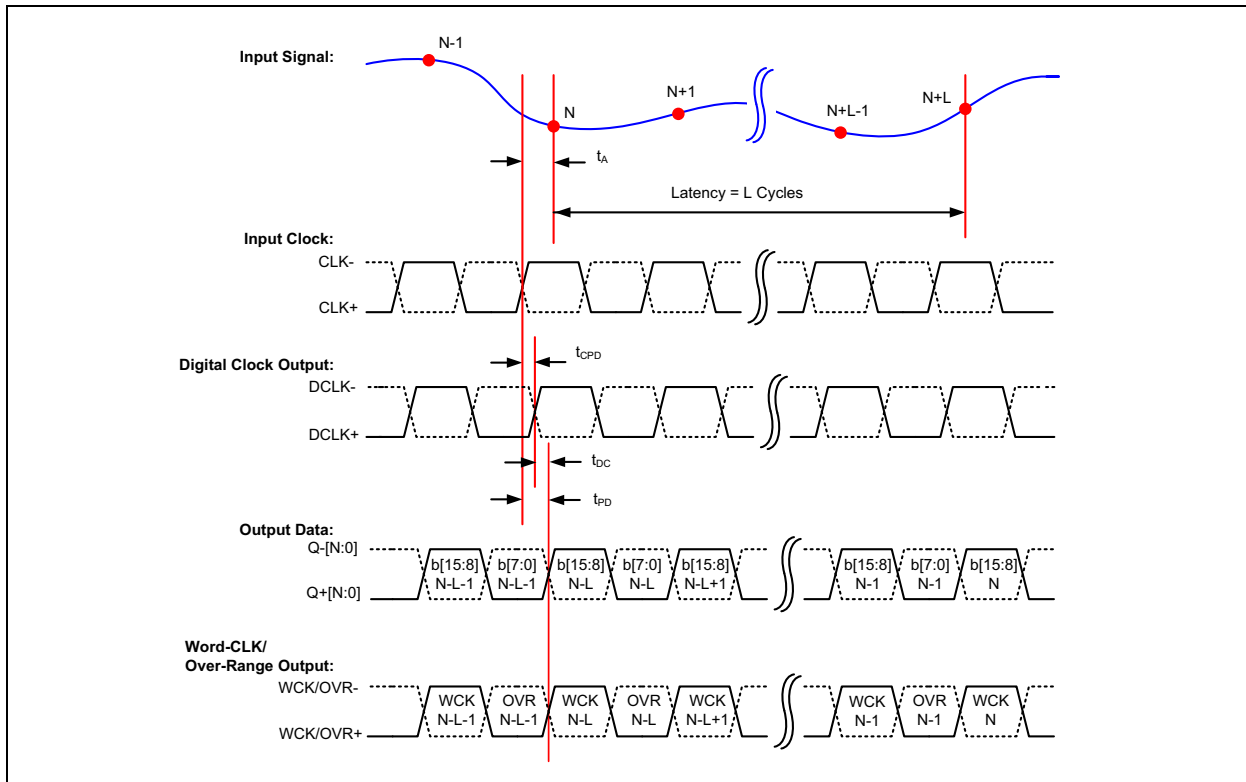 Input Signal:
N-1
N
N+1
N+L-1
N+L
tA
Latency = L Cycles
Input Clock:
CLK-
CLK+
tCPD
Digital Clock Output:
DCLK-
DCLK+
tDC
tPD
Output Data:
Q-[N:0]
Q+[N:0]
b[15:8] b[7:0] b[15:8] b[7:0] b[15:8] b[15:8] b[7:0] b[15:8]
N-L-1 N-L-1 N-L N-L N-L+1 N-1 N-1 N
Word-CLK/
Over-Range Output:
WCK/OVR-
WCK/OVR+
WCK OVR WCK OVR WCK WCK OVR WCK
N-L-1 N-L-1 N-L N-L N-L+1 N-1 N-1 N